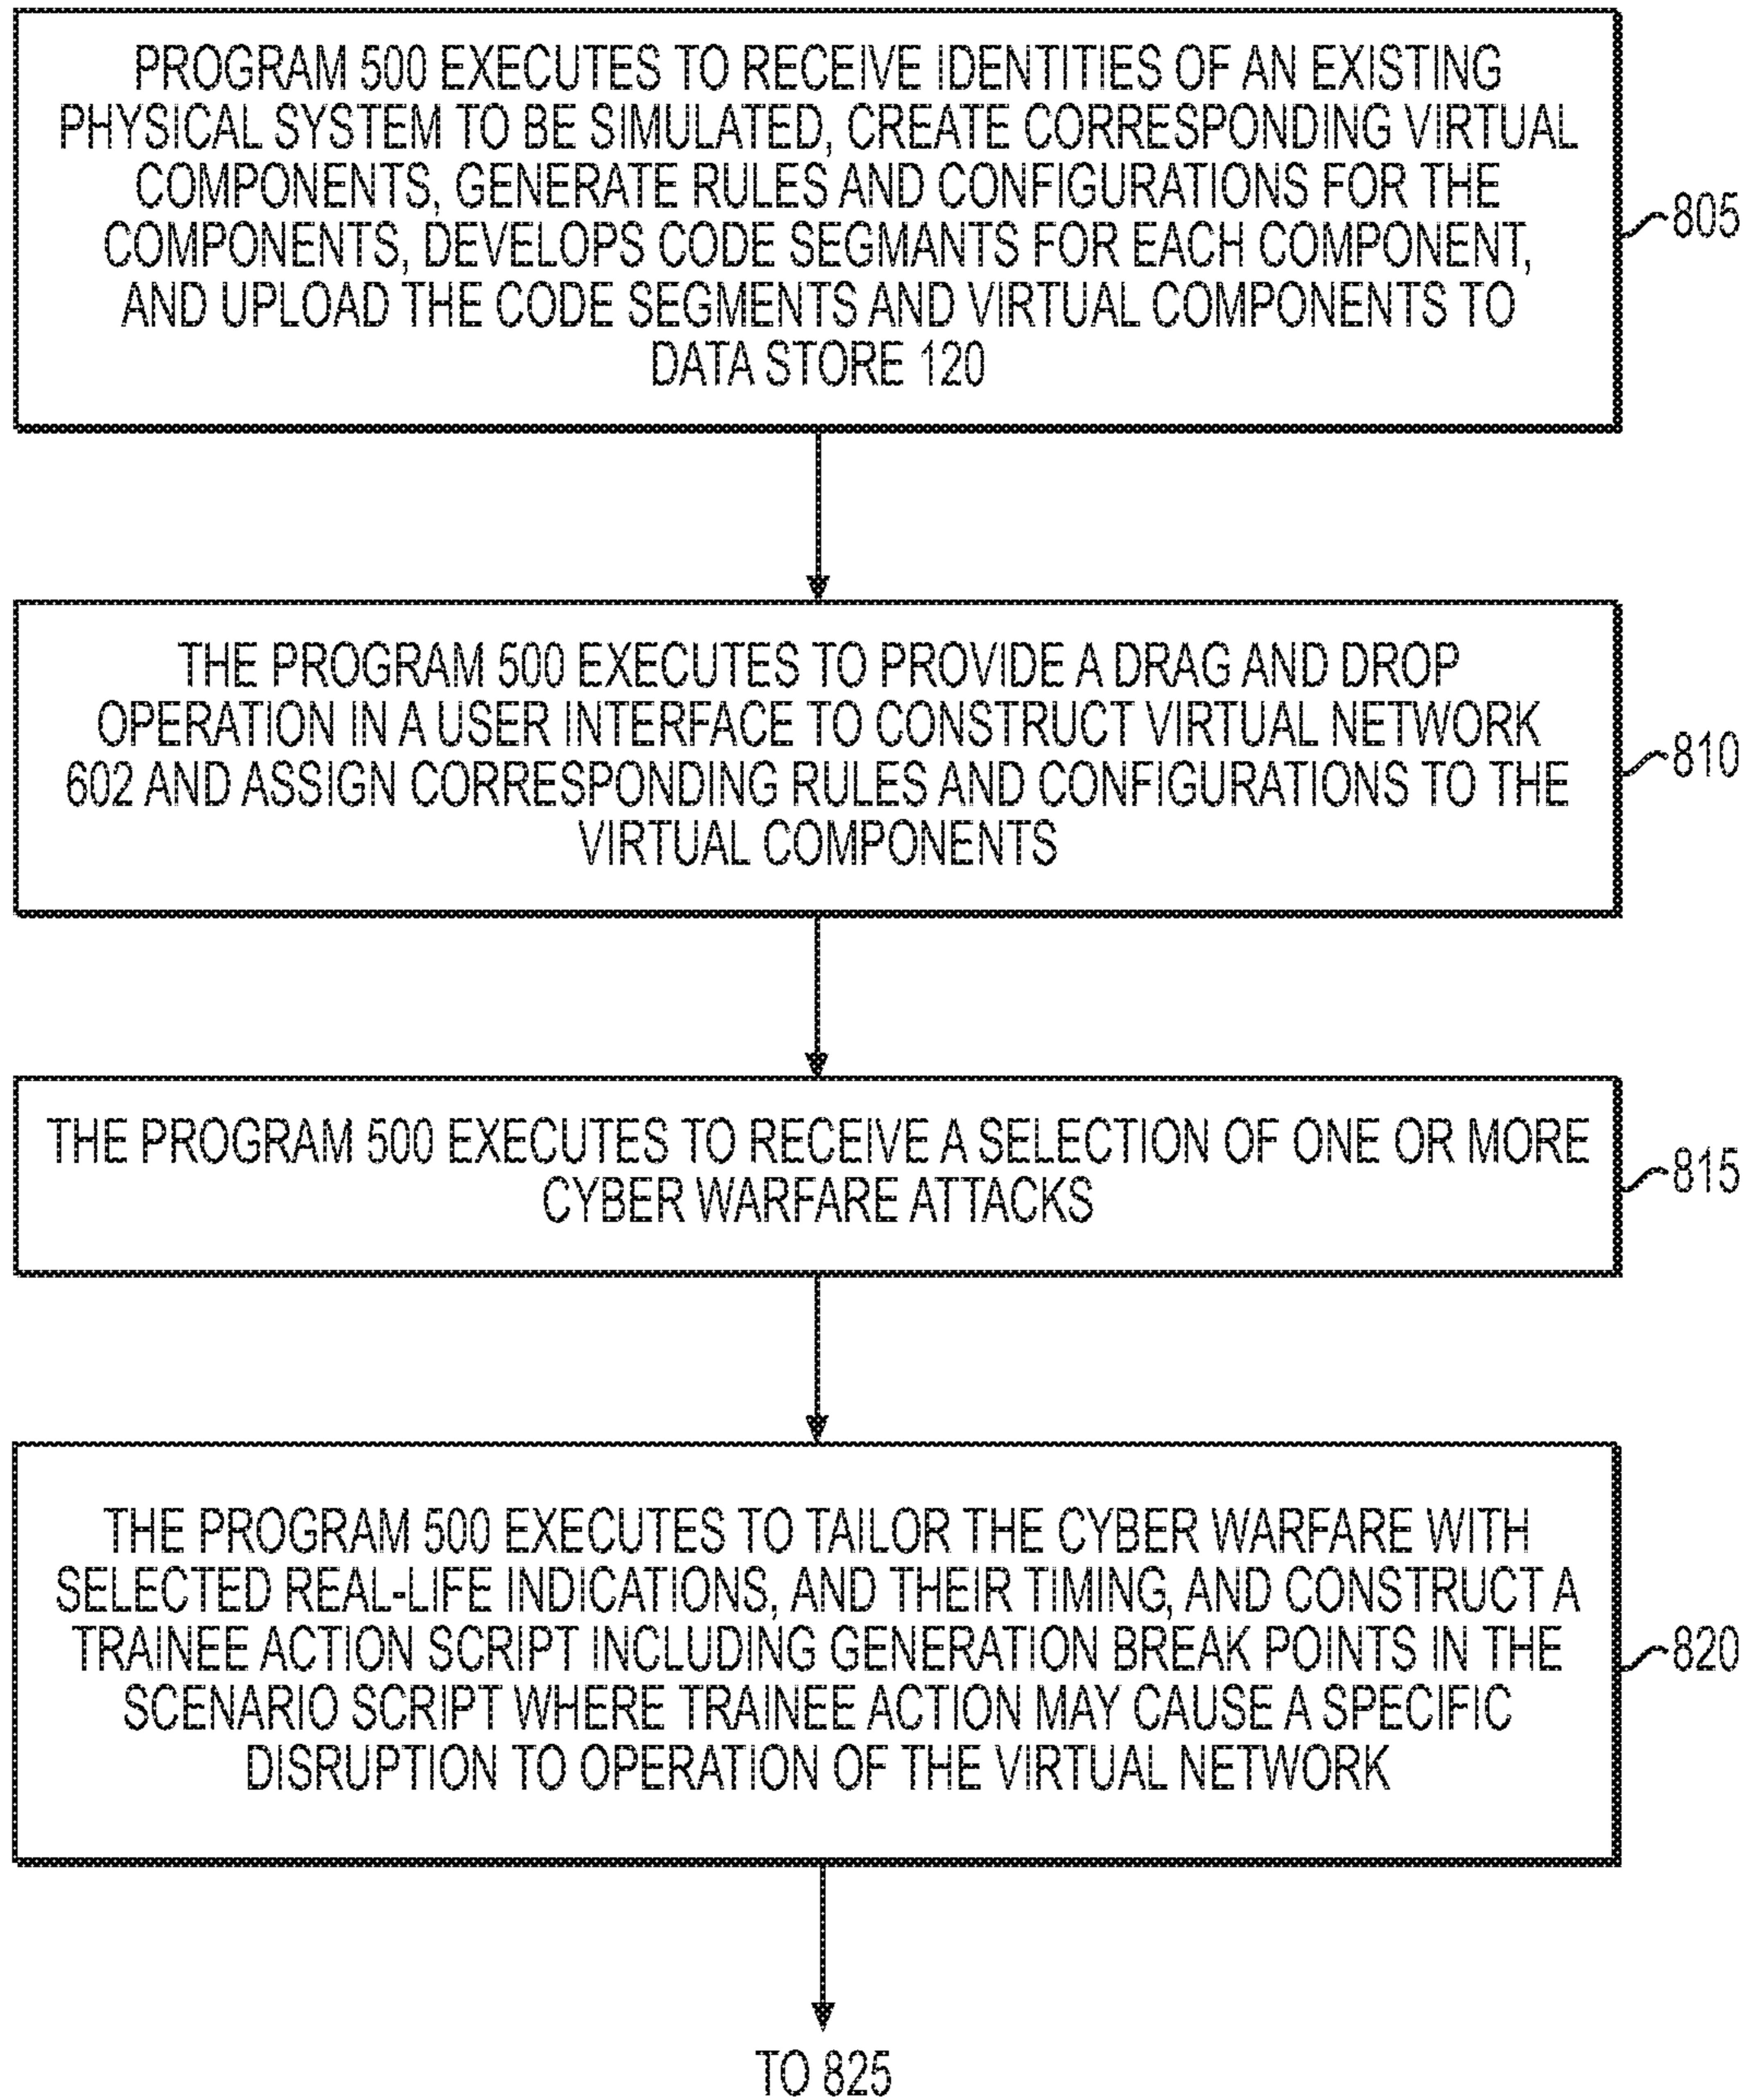 PROGRAM 500 EXECUTES TO RECEIVE IDENTITIES OF AN EXISTING
PHYSICAL SYSTEM TO BE SIMULATED, CREATE CORRESPONDING VIRTUAL
COMPONENTS, GENERATE RULES AND CONFIGURATIONS FOR THE
COMPONENTS, DEVELOPS CODE SEGMANTS FOR EACH COMPONENT,
AND UPLOAD THE CODE SEGMENTS AND VIRTUAL COMPONENTS TO
DATA STORE 120
805
THE PROGRAM 500 EXECUTES TO PROVIDE A DRAG AND DROP
OPERATION IN A USER INTERFACE TO CONSTRUCT VIRTUAL NETWORK
602 AND ASSIGN CORRESPONDING RULES AND CONFIGURATIONS TO THE
VIRTUAL COMPONENTS
810
THE PROGRAM 500 EXECUTES TO RECEIVE A SELECTION OF ONE OR MORE
CYBER WARFARE ATTACKS
815
THE PROGRAM 500 EXECUTES TO TAILOR THE CYBER WARFARE WITH
SELECTED REAL-LIFE INDICATIONS, AND THEIR TIMING, AND CONSTRUCT A
TRAINEE ACTION SCRIPT INCLUDING GENERATION BREAK POINTS IN THE
SCENARIO SCRIPT WHERE TRAINEE ACTION MAY CAUSE A SPECIFIC
DISRUPTION TO OPERATION OF THE VIRTUAL NETWORK
820
TO 825